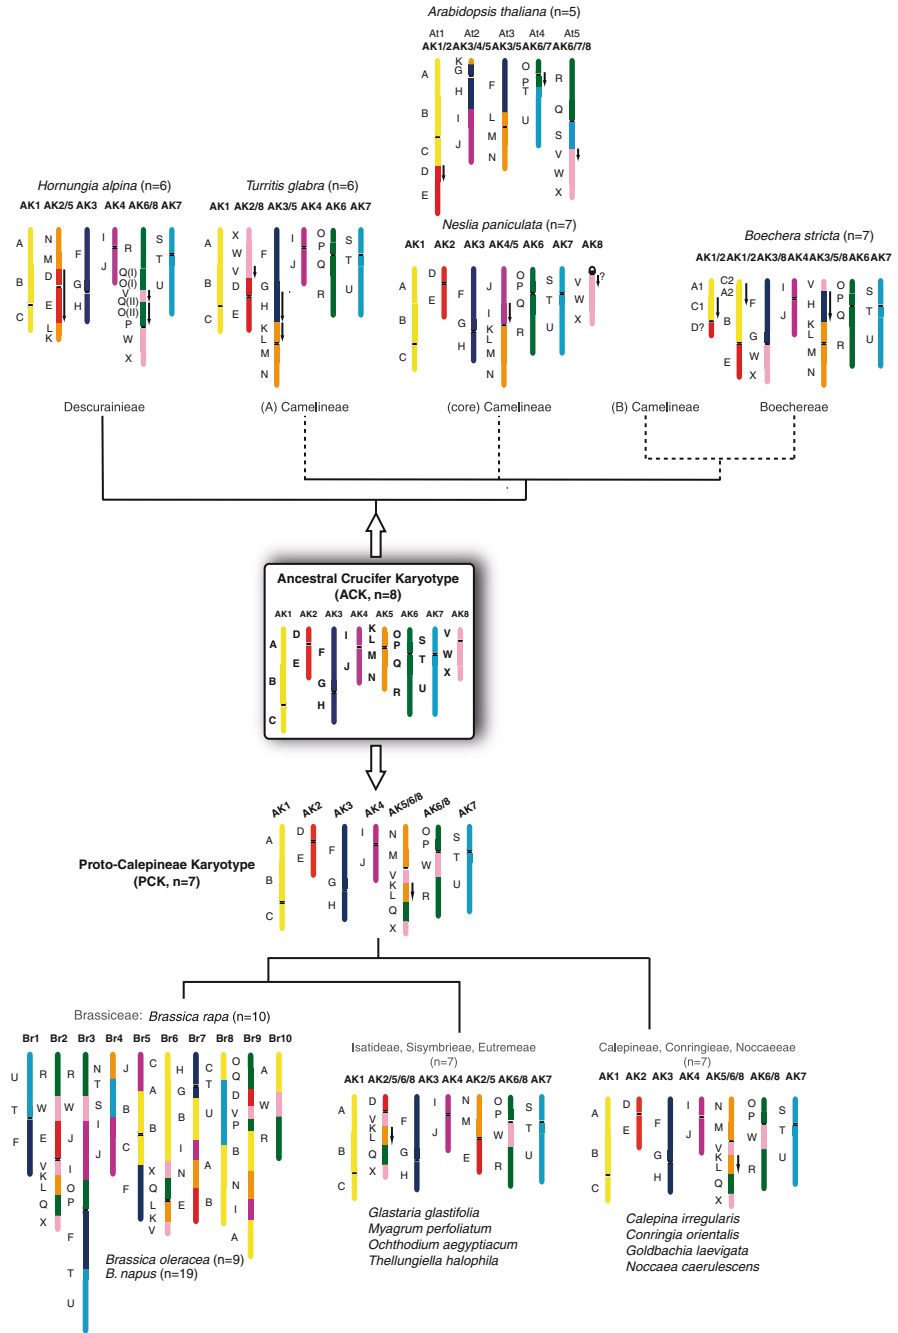 Arabidopsis thaliana (n=5)
At1 At2 At3 At4 At5
AK1/2 AK3/4/5 AK3/5 AK6/7 AK6/7/8
A B C D E
K G H I J
F L M N
O P T U
R Q S V W X
Hornungia alpina (n=6)
AK1 AK2/5 AK3 AK4 AK6/8 AK7
A B C
N M D E L K
F G H
I J
R Q(I) O(I) V Q(II) O(II) P W X
S T U
Turritis glabra (n=6)
AK1 AK2/8 AK3/5 AK4 AK6 AK7
A B C
X W V D E
F G H K L M N
I J
O P Q R
S T U
Neslia paniculata (n=7)
AK1 AK2 AK3 AK4/5 AK6 AK7 AK8
A B C
D E
F G H
J I K L M N
O P Q R
S T U
V W X
?
Boechera stricta (n=7)
AK1/2 AK1/2 AK3/8 AK4 AK3/5/8 AK6 AK7
A1 C1 D?
C2 A2 B E
F G W X
I J
V H K L M N
O P Q R
S T U
Descurainieae
(A) Camelineae
(core) Camelineae
(B) Camelineae
Boechereae
Ancestral Crucifer Karyotype
(ACK, n=8)
AK1 AK2 AK3 AK4 AK5 AK6 AK7 AK8
A B C
D E
F G H
I J
K L M N
O P Q R
S T U
V W X
Proto-Calepineae Karyotype
(PCK, n=7)
AK1 AK2 AK3 AK4 AK5/6/8 AK6/8 AK7
A B C
D E
F G H
I J
N M V K L Q X
O P W R
S T U
Brassiceae: Brassica rapa (n=10)
Br1 Br2 Br3 Br4 Br5 Br6 Br7 Br8 Br9 Br10
U T F
R W E V K L Q X
R W J I O P F T U
N T S I J
J B C F
C A B X Q L K V
H G B I N E
C T U A B
O Q D V P B N I A
A W R
Brassica oleracea (n=9)
B. napus (n=19)
Isatideae, Sisymbrieae, Eutremeae
(n=7)
AK1 AK2/5/6/8 AK3 AK4 AK2/5 AK6/8 AK7
A B C
D V K L Q X
F G H
I J
N M E
O P W R
S T U
Glastaria glastifolia
Myagrum perfoliatum
Ochthodium aegyptiacum
Thellungiella halophila
Calepineae, Conringieae, Noccaeeae
(n=7)
AK1 AK2 AK3 AK4 AK5/6/8 AK6/8 AK7
A B C
D E
F G H
I J
N M V K L Q X
O P W R
S T U
Calepina irregularis
Conringia orientalis
Goldbachia laevigata
Noccaea caerulescens